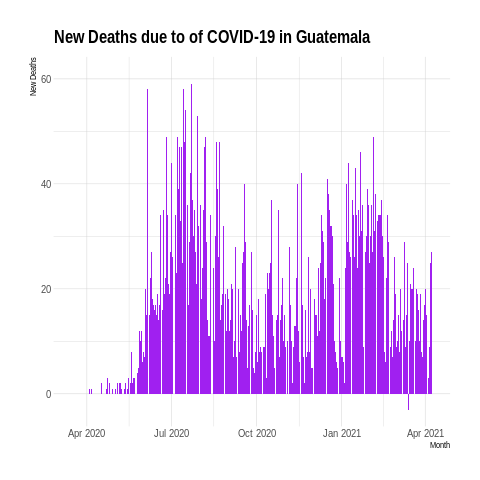 New Deaths due to of COVID-19 in Guatemala
New Deaths
60
40
20
0
Apr 2020 Jul 2020 Oct 2020 Jan 2021 Apr 2021
Month